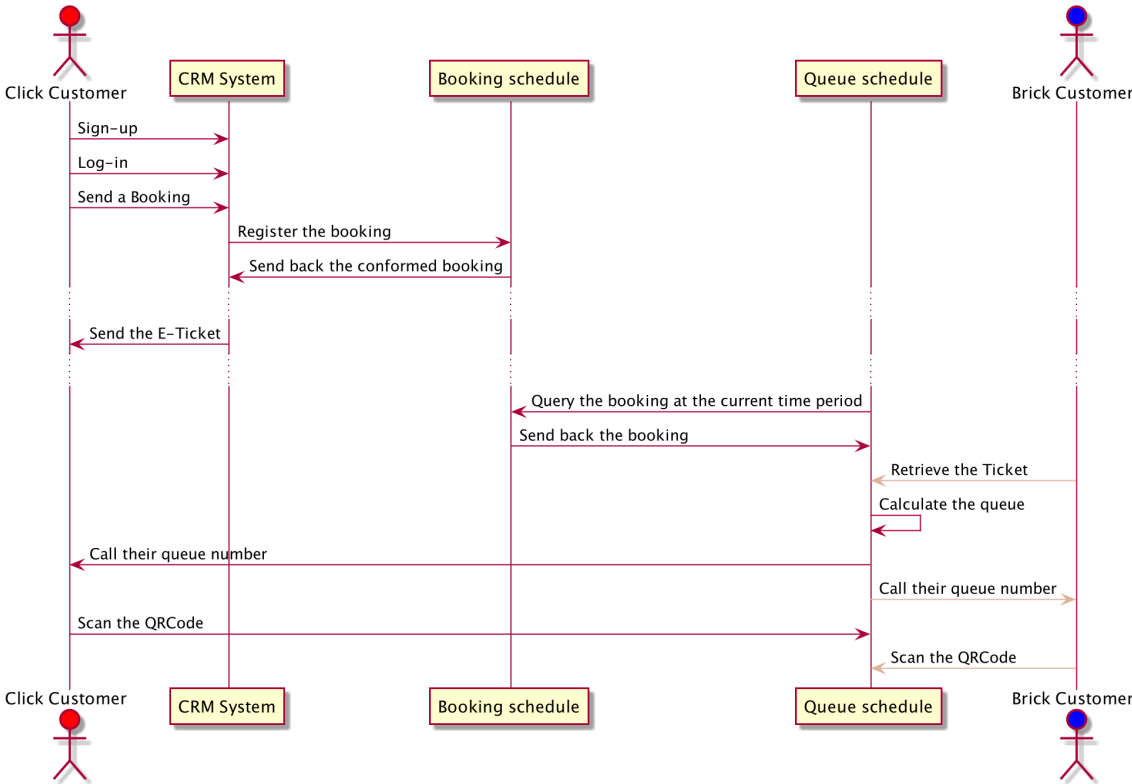 Click Customer
CRM System
Booking schedule
Queue schedule
Brick Customer
Sign-up
Log-in
Send a Booking
Register the booking
Send back the conformed booking
Send the E-Ticket
Query the booking at the current time period
Send back the booking
Retrieve the Ticket
Calculate the queue
Call their queue number
Call their queue number
Scan the QRCode
Scan the QRCode
Click Customer
CRM System
Booking schedule
Queue schedule
Brick Customer